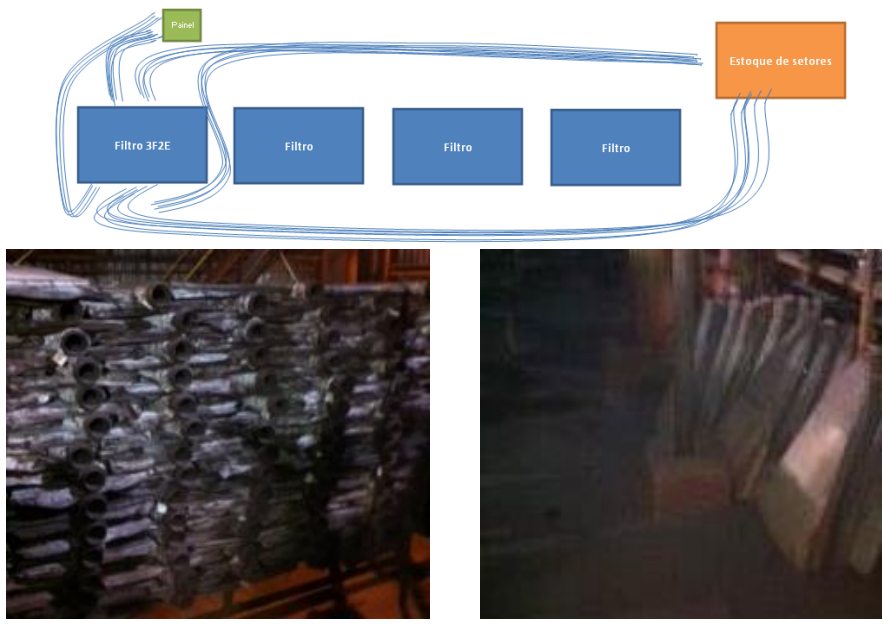 Painel
Estoque de setores
Filtro 3F2E
Filtro
Filtro
Filtro